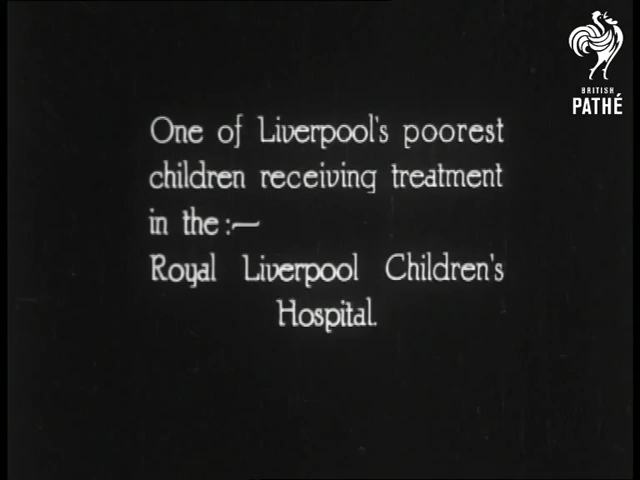 BRITISH
PATHÉ
One of Liverpool's poorest
children receiving treatment
in the :—
Royal Liverpool Children's
Hospital.